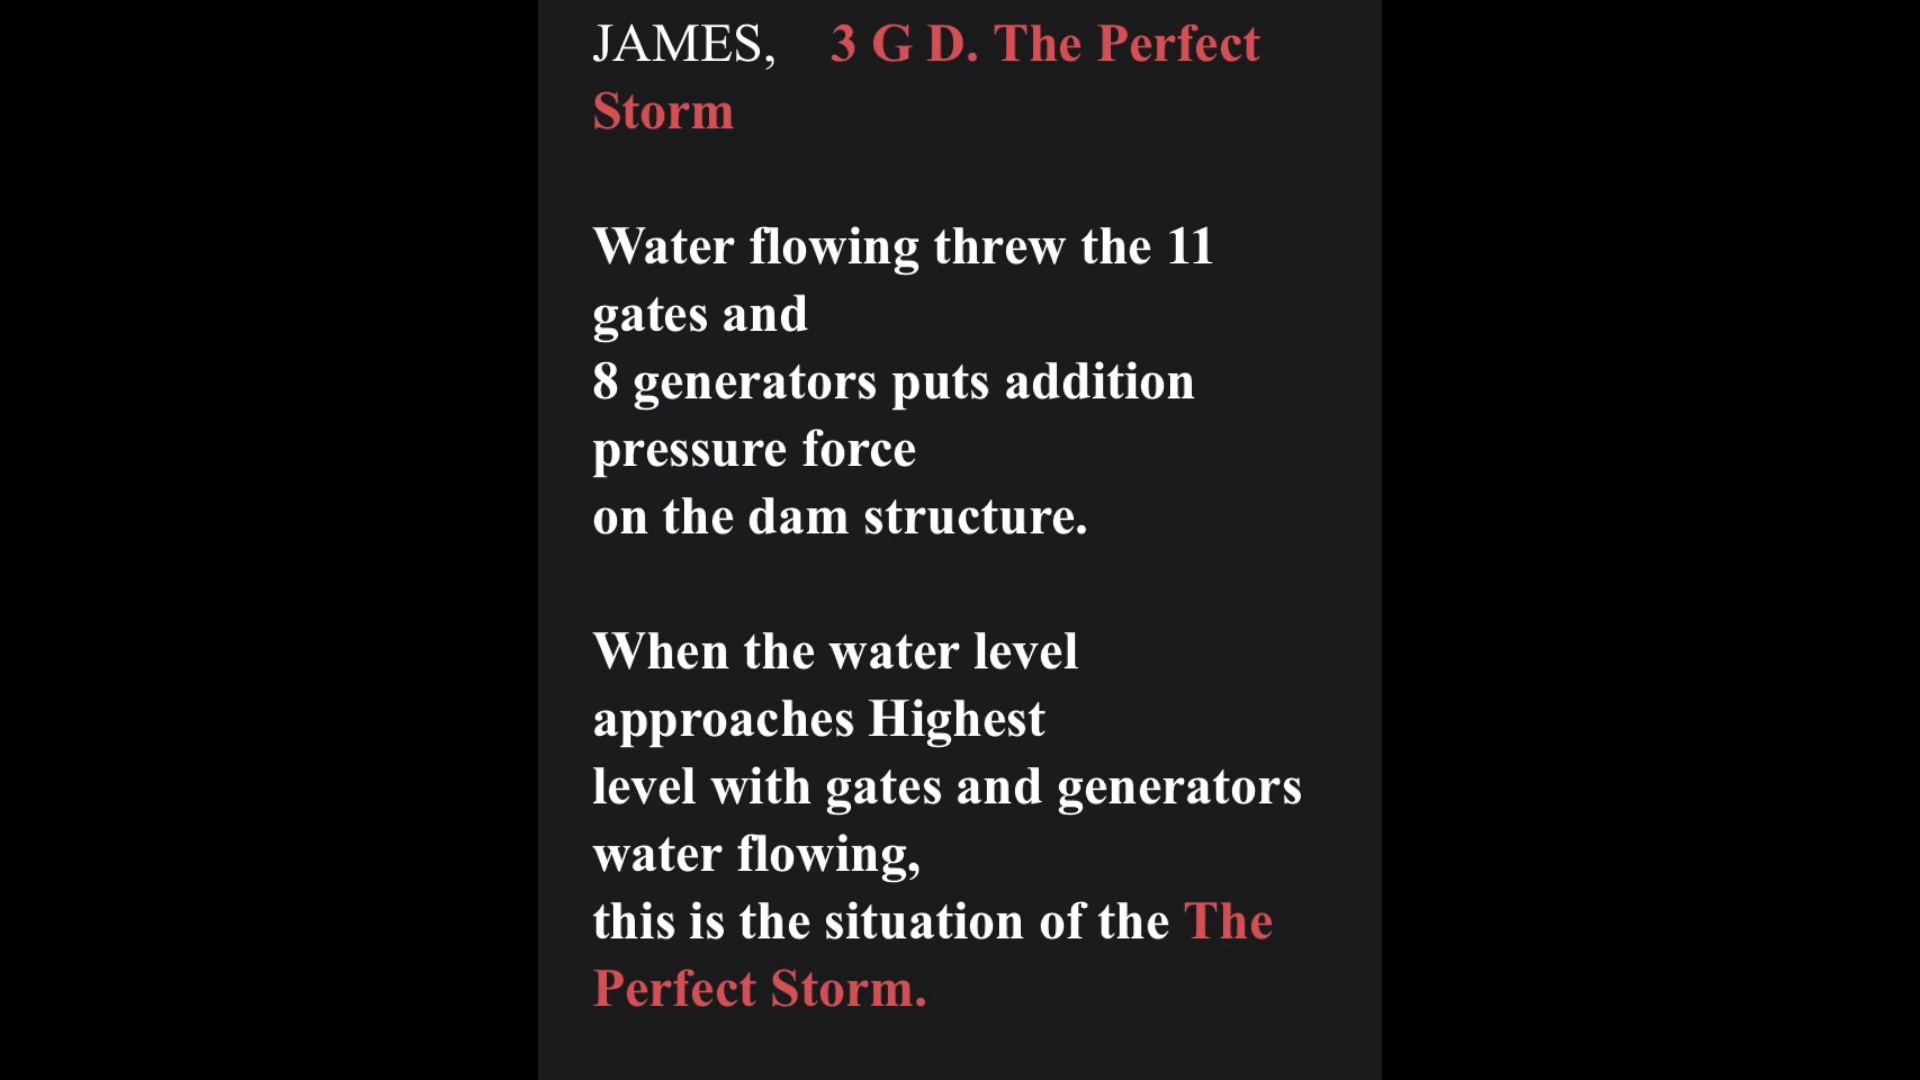 JAMES, 3 G D. The Perfect
Storm
Water flowing threw the 11
gates and
8 generators puts addition
pressure force
on the dam structure.
When the water level
approaches Highest
level with gates and generators
water flowing,
this is the situation of the The
Perfect Storm.